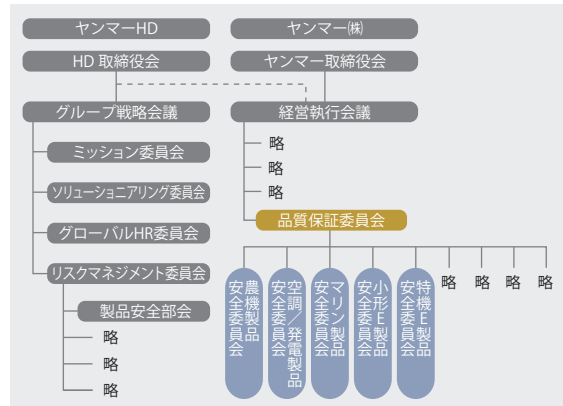 ヤンマーHD
ヤンマー㈱
HD 取締役会
ヤンマー取締役会
グループ戦略会議
経営執行会議
ミッション委員会
ソリューショニアリング委員会
グローバルHR委員会
リスクマネジメント委員会
製品安全部会
略
略
略
略
略
略
品質保証委員会
農機製品
安全委員会
空調／発電製品
安全委員会
マリン製品
安全委員会
小形E製品
安全委員会
特機E製品
安全委員会
略
略
略
略